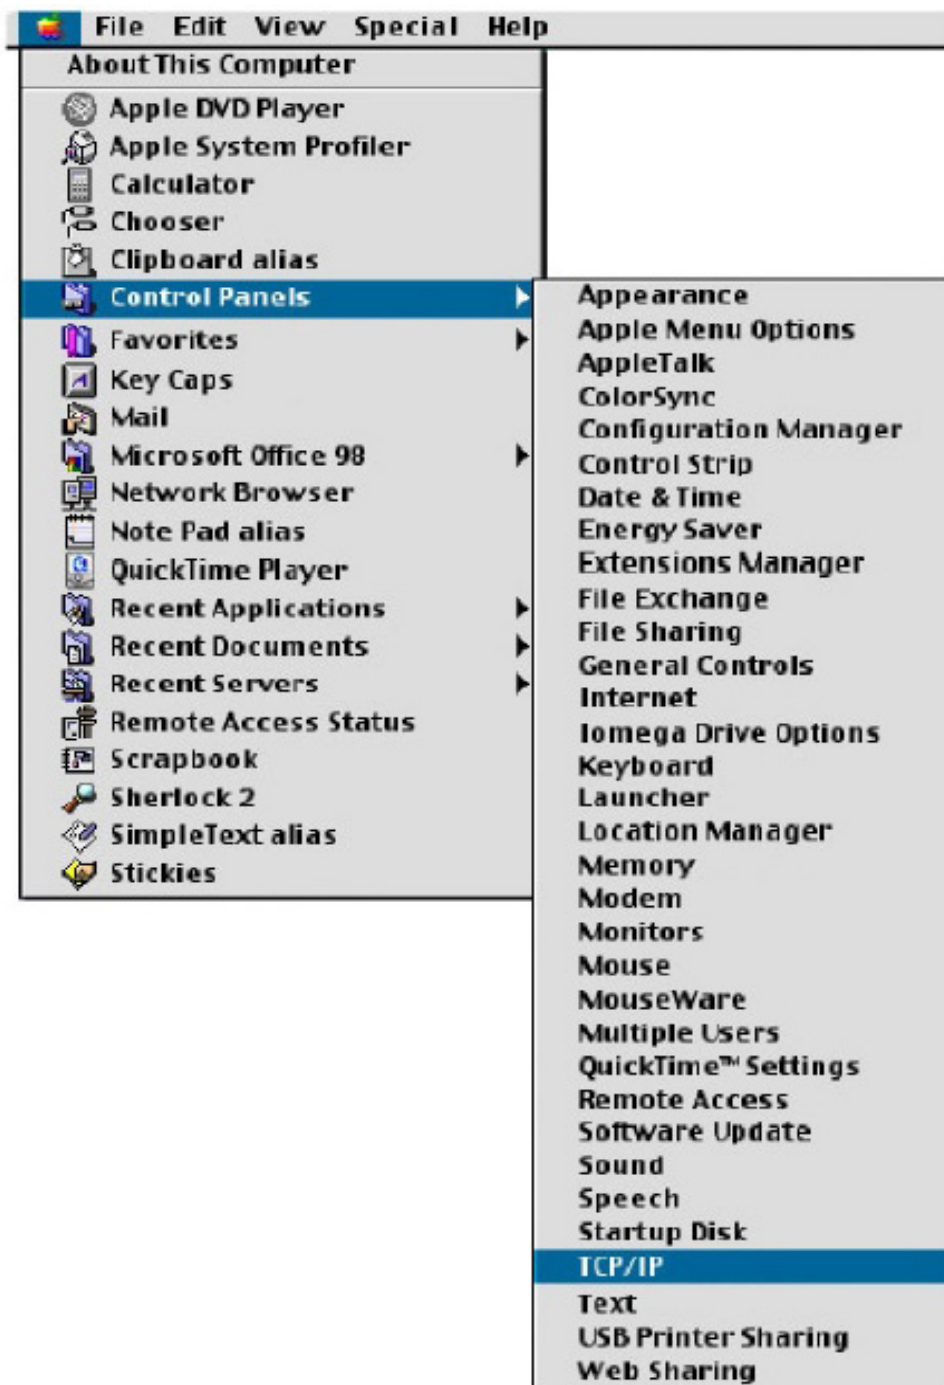 File Edit View Special Help
About This Computer
Apple DVD Player
Apple System Profiler
Calculator
Chooser
Clipboard alias
Control Panels
Favorites
Key Caps
Mail
Microsoft Office 98
Network Browser
Note Pad alias
QuickTime Player
Recent Applications
Recent Documents
Recent Servers
Remote Access Status
Scrapbook
Sherlock 2
SimpleText alias
Stickies
Appearance
Apple Menu Options
AppleTalk
ColorSync
Configuration Manager
Control Strip
Date & Time
Energy Saver
Extensions Manager
File Exchange
File Sharing
General Controls
Internet
Iomega Drive Options
Keyboard
Launcher
Location Manager
Memory
Modem
Monitors
Mouse
MouseWare
Multiple Users
QuickTime™ Settings
Remote Access
Software Update
Sound
Speech
Startup Disk
TCP/IP
Text
USB Printer Sharing
Web Sharing